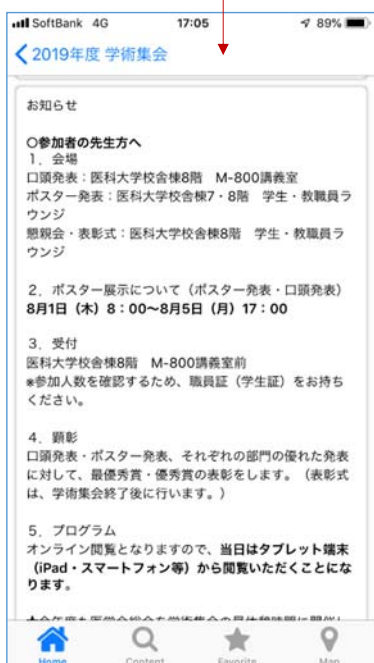 SoftBank 4G 17:05 89%
2019年度 学術集会
お知らせ
○参加者の先生方へ
1．会場
口頭発表：医科大学校舎棟8階　M-800講義室
ポスター発表：医科大学校舎棟7・8階　学生・教職員ラ
ウンジ
懇親会・表彰式：医科大学校舎棟8階　学生・教職員ラ
ウンジ
2．ポスター展示について（ポスター発表・口頭発表）
8月1日（木）8：00～8月5日（月）17：00
3．受付
医科大学校舎棟8階　M-800講義室前
※参加人数を確認するため、職員証（学生証）をお持ち
ください。
4．顕彰
口頭発表・ポスター発表、それぞれの部門の優れた発表
に対して、最優秀賞・優秀賞の表彰をします。（表彰式
は、学術集会終了後に行います。）
5．プログラム
オンライン閲覧となりますので、当日はタブレット端末
（iPad・スマートフォン等）から閲覧いただくことにな
ります。
Home Content Favorite Map